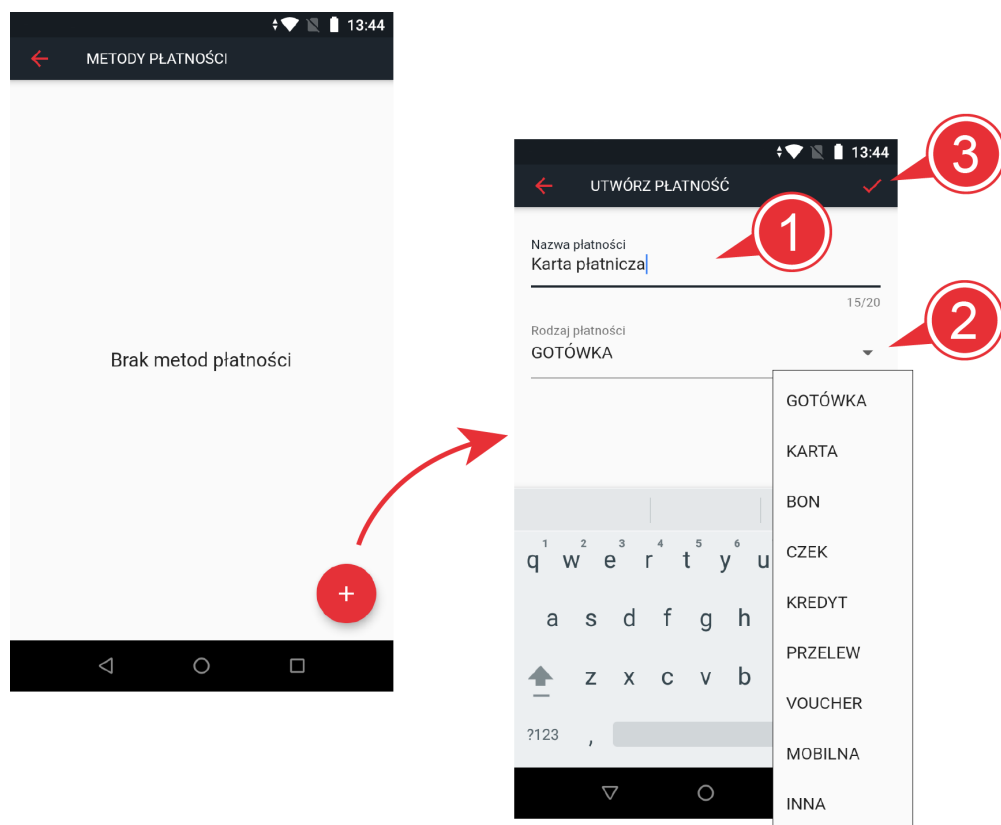 13:44
METODY PŁATNOŚCI
Brak metod płatności
+
13:44
UTWÓRZ PŁATNOŚĆ
3
1
Nazwa płatności
Karta płatnicza
15/20
2
Rodzaj płatności
GOTÓWKA
GOTÓWKA
KARTA
BON
CZEK
KREDYT
PRZELEW
VOUCHER
MOBILNA
INNA
1 2 3 4 5 6
q w e r t y u
a s d f g h
z x c v b
?123 ,